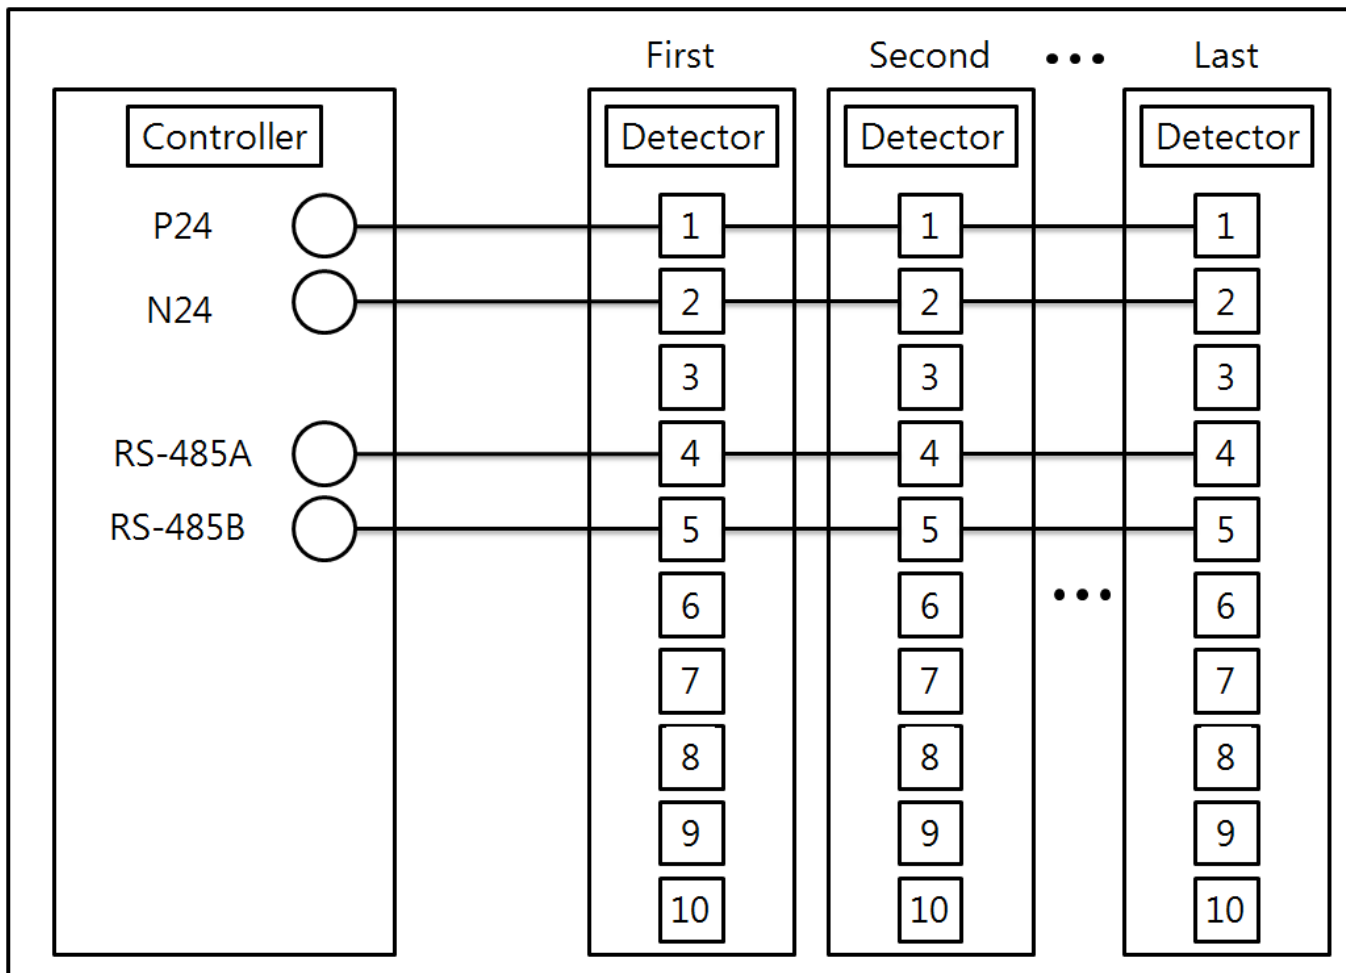 First Second ••• Last
Controller Detector Detector Detector
P24 1 1 1
N24 2 2 2
3 3 3
RS-485A 4 4 4
RS-485B 5 5 5
6 6 ••• 6
7 7 7
8 8 8
9 9 9
10 10 10